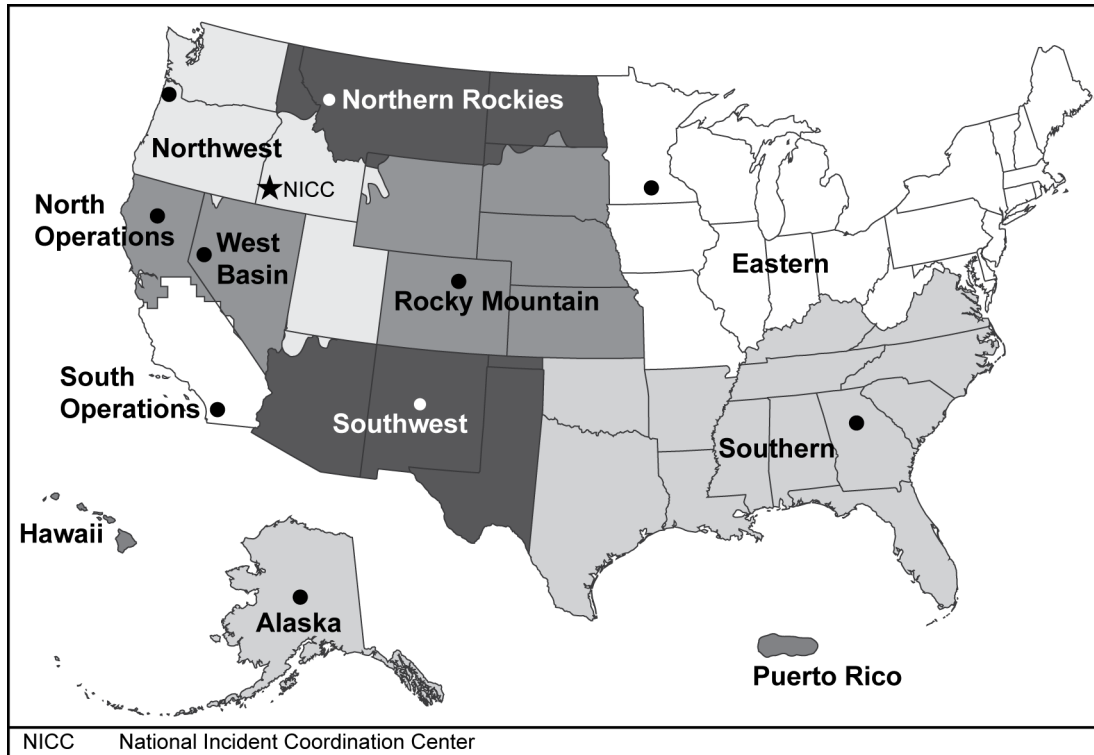 Northern Rockies
Northwest
NICC
North
Operations
West
Basin
Eastern
Rocky Mountain
South
Operations
Southwest
Southern
Hawaii
Alaska
Puerto Rico
NICC National Incident Coordination Center